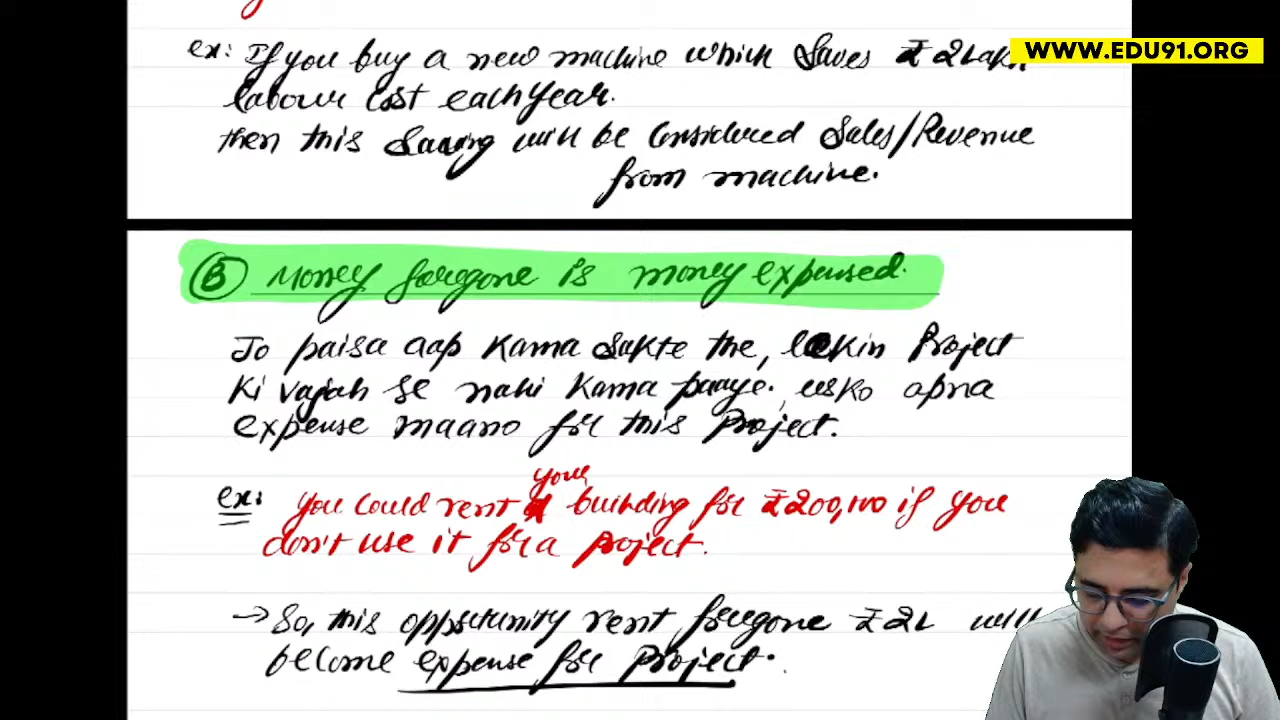 ex: If you buy a new machine which saves ₹2Lakh
WWW.EDU91.ORG
labour cost each year.
then this saving will be considered Sales/Revenue
from machine.
(B) Money foregone is money expensed.
Jo paisa aap Kama sakte the, lekin Project
Ki vajah se nahi Kama paaye, usko apna
expense maano for this Project.
ex: You could rent your building for ₹200,000 if you
don't use it for a project.
→ So, this opportunity rent foregone ₹2L will
become expense for project.